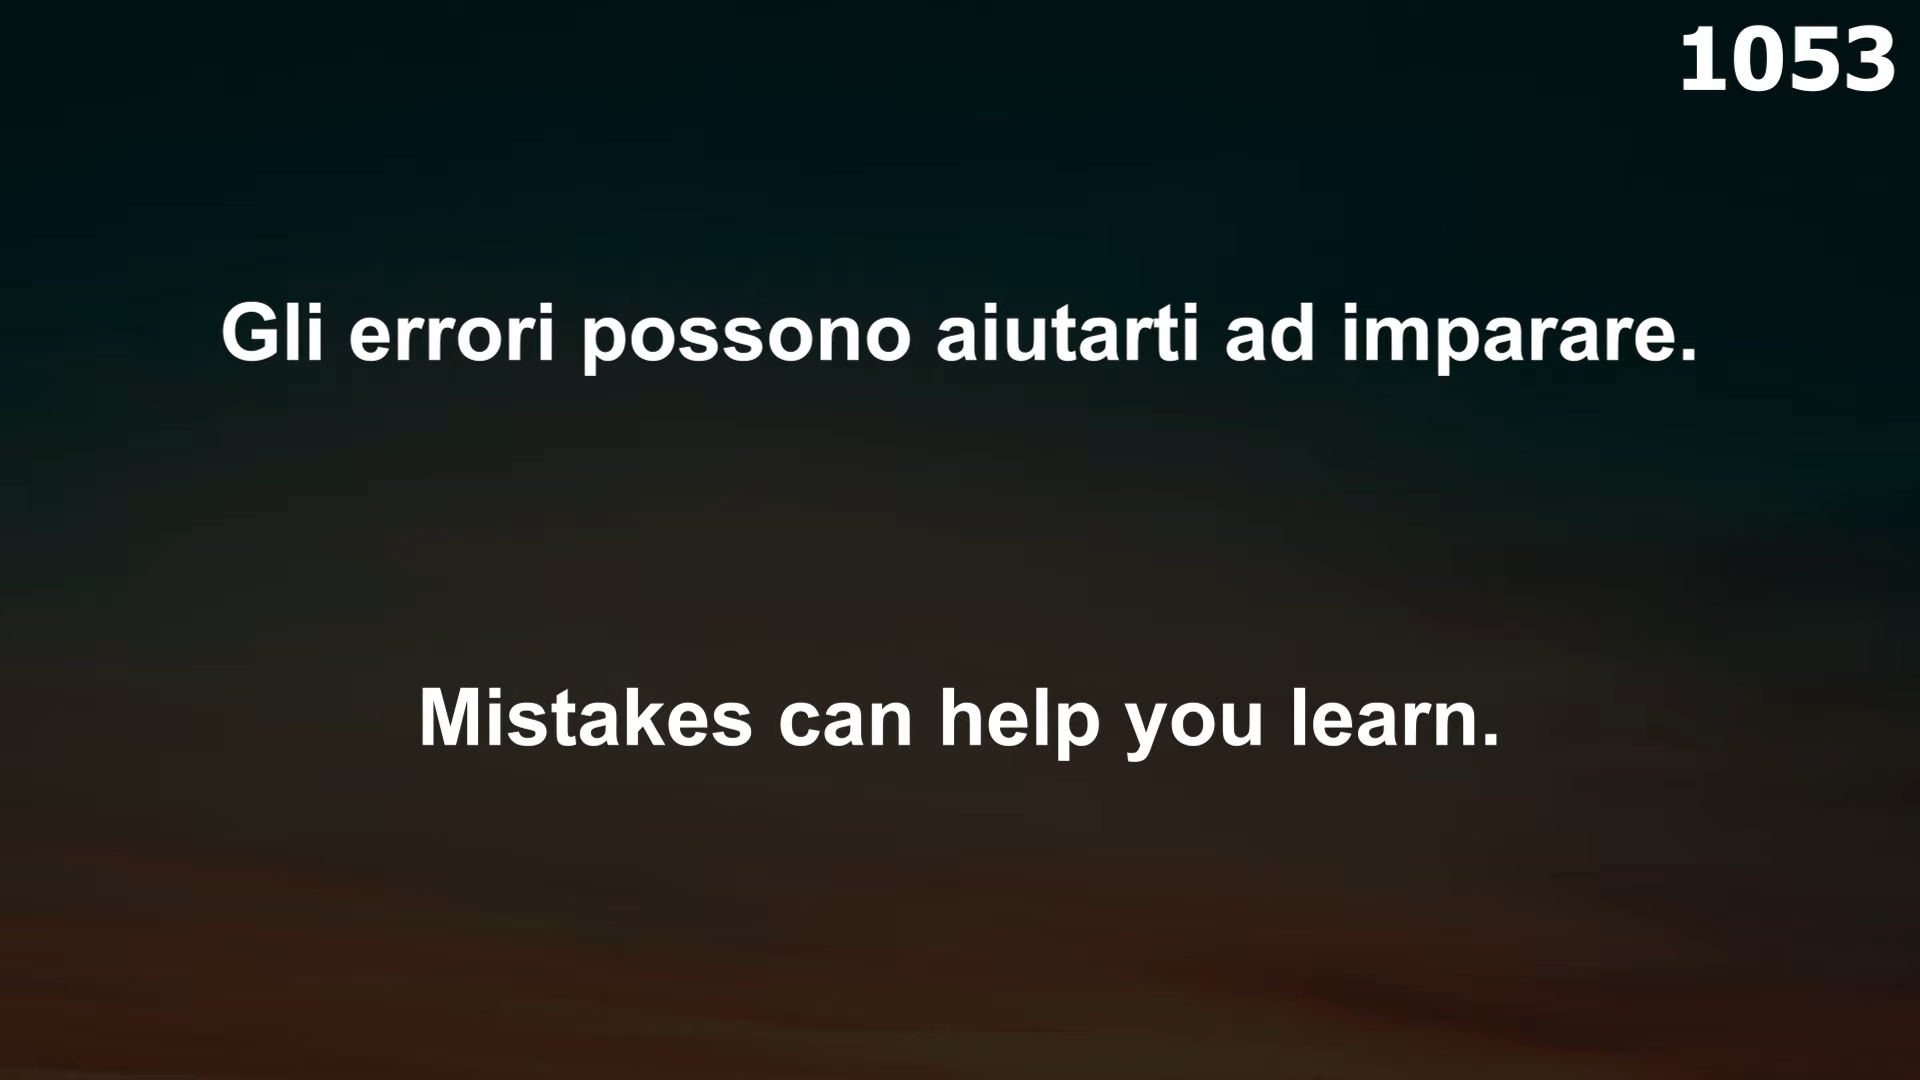 1053
Gli errori possono aiutarti ad imparare.
Mistakes can help you learn.